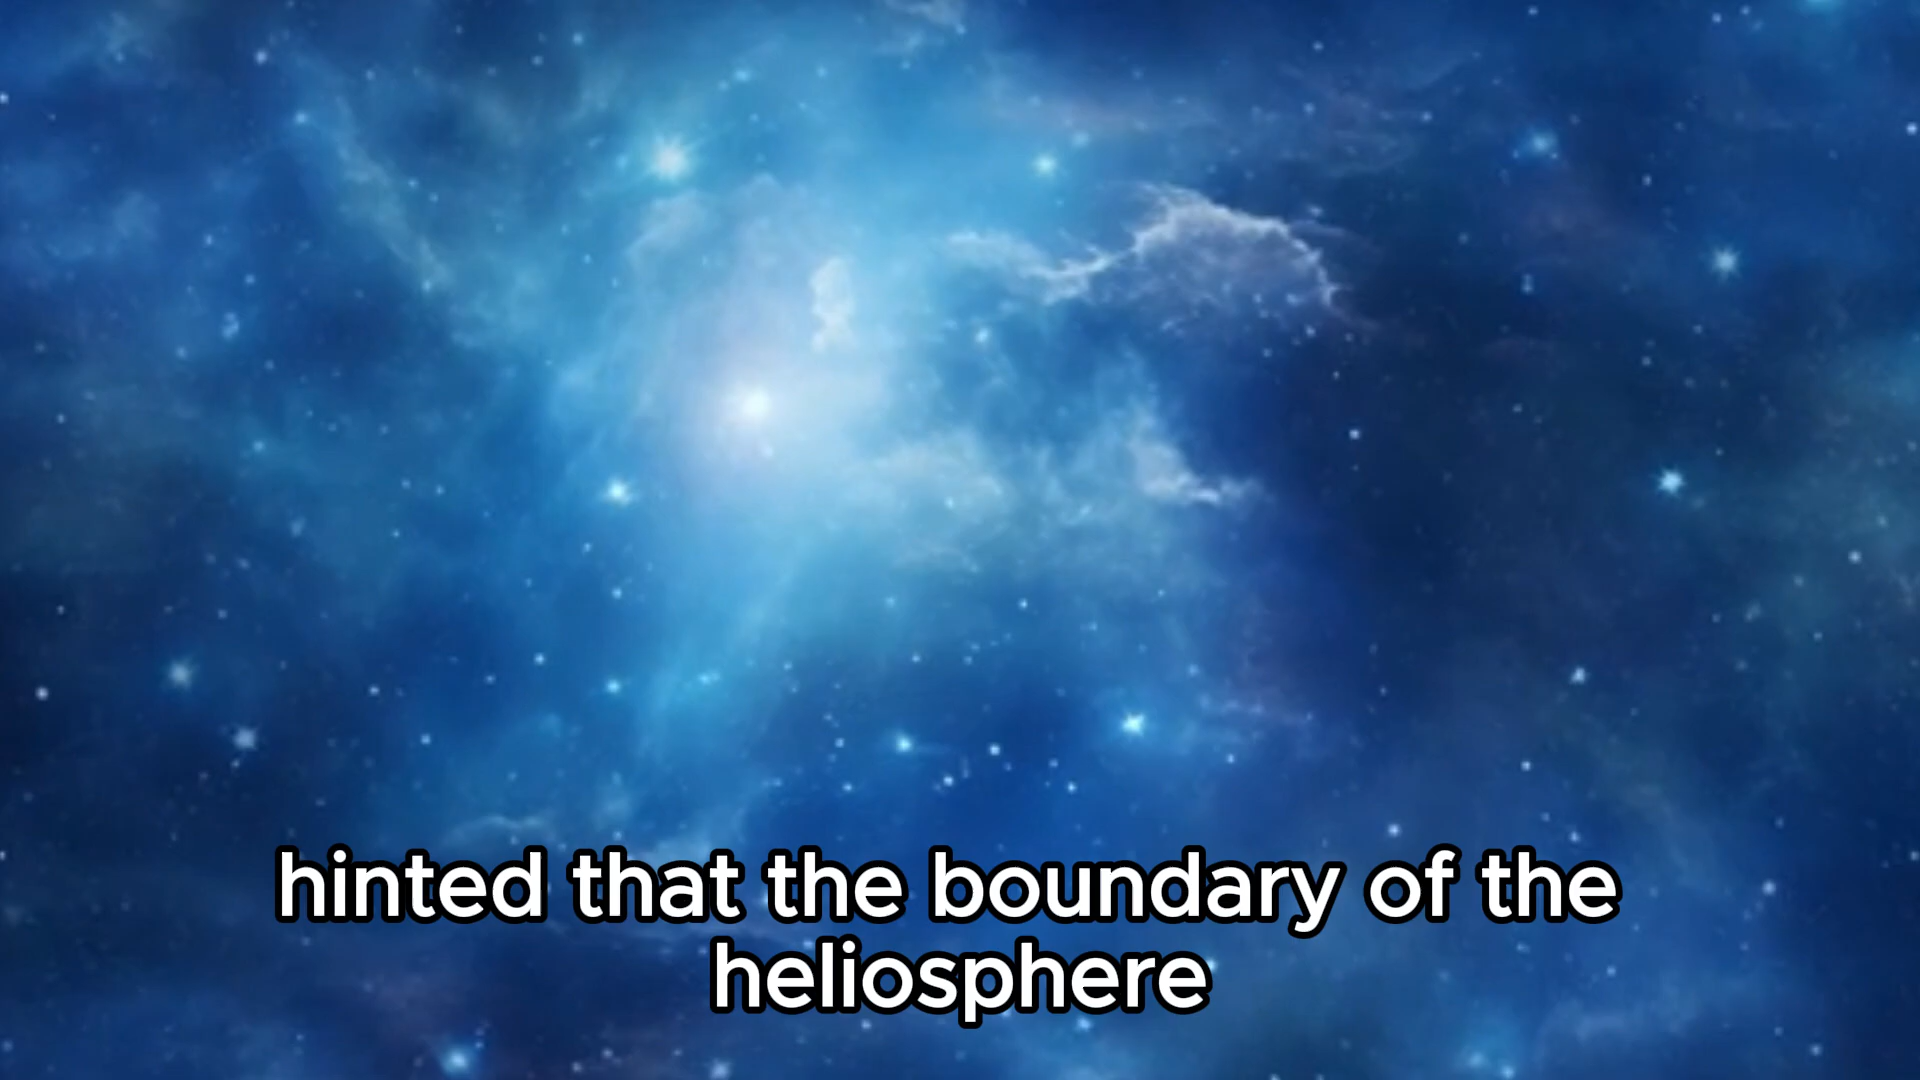 hinted that the boundary of the
heliosphere